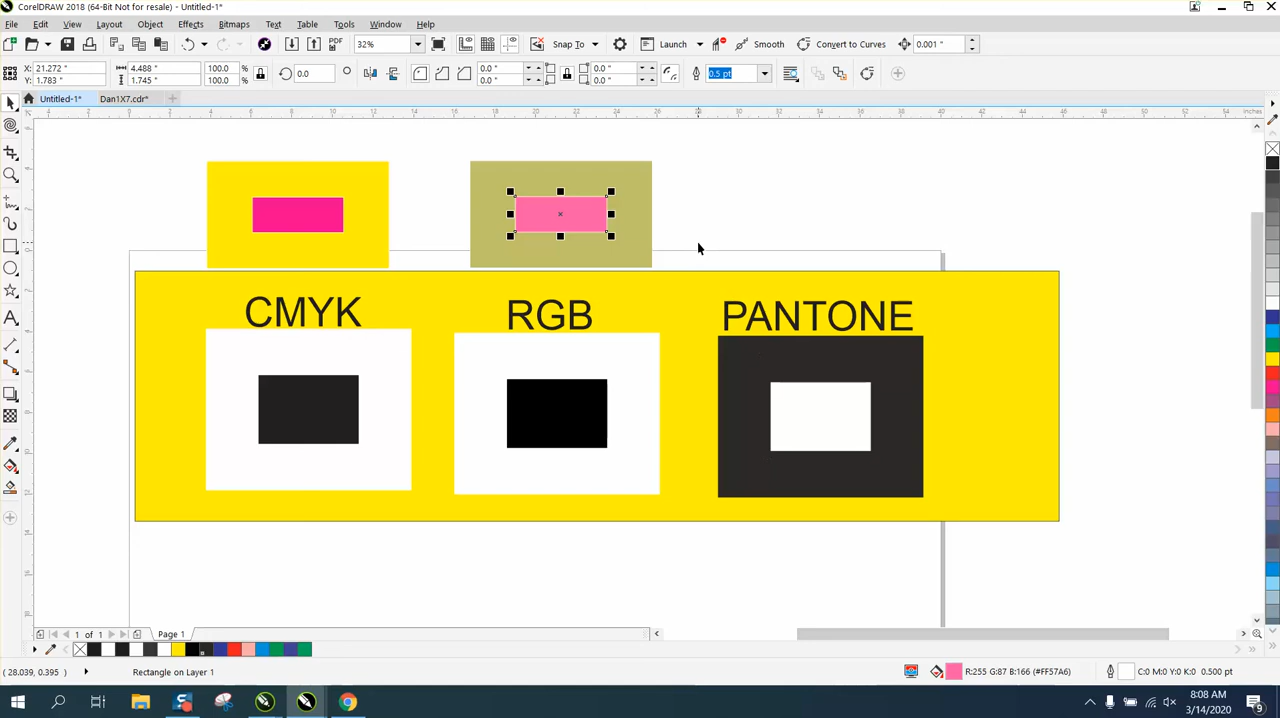 CorelDRAW 2018 (64-Bit Not for resale) - Untitled-1*
File Edit View Layout Object Effects Bitmaps Text Table Tools Window Help
PDF 32% Snap To Launch Smooth Convert to Curves 0.001 "
X: 21.272 " 4.488 " 100.0 % 0.0 ° 0.0 ° 0.0 ° 0.5 pt
Y: 1.783 " 1.745 " 100.0 % 0.0 ° 0.0 °
Untitled-1* Dan1X7.cdr*
inches
CMYK RGB PANTONE
1 of 1 Page 1
(28.039, 0.395) Rectangle on Layer 1 R:255 G:87 B:166 (#FF57A6) C:0 M:0 Y:0 K:0 0.500 pt
8:08 AM
3/14/2020
9